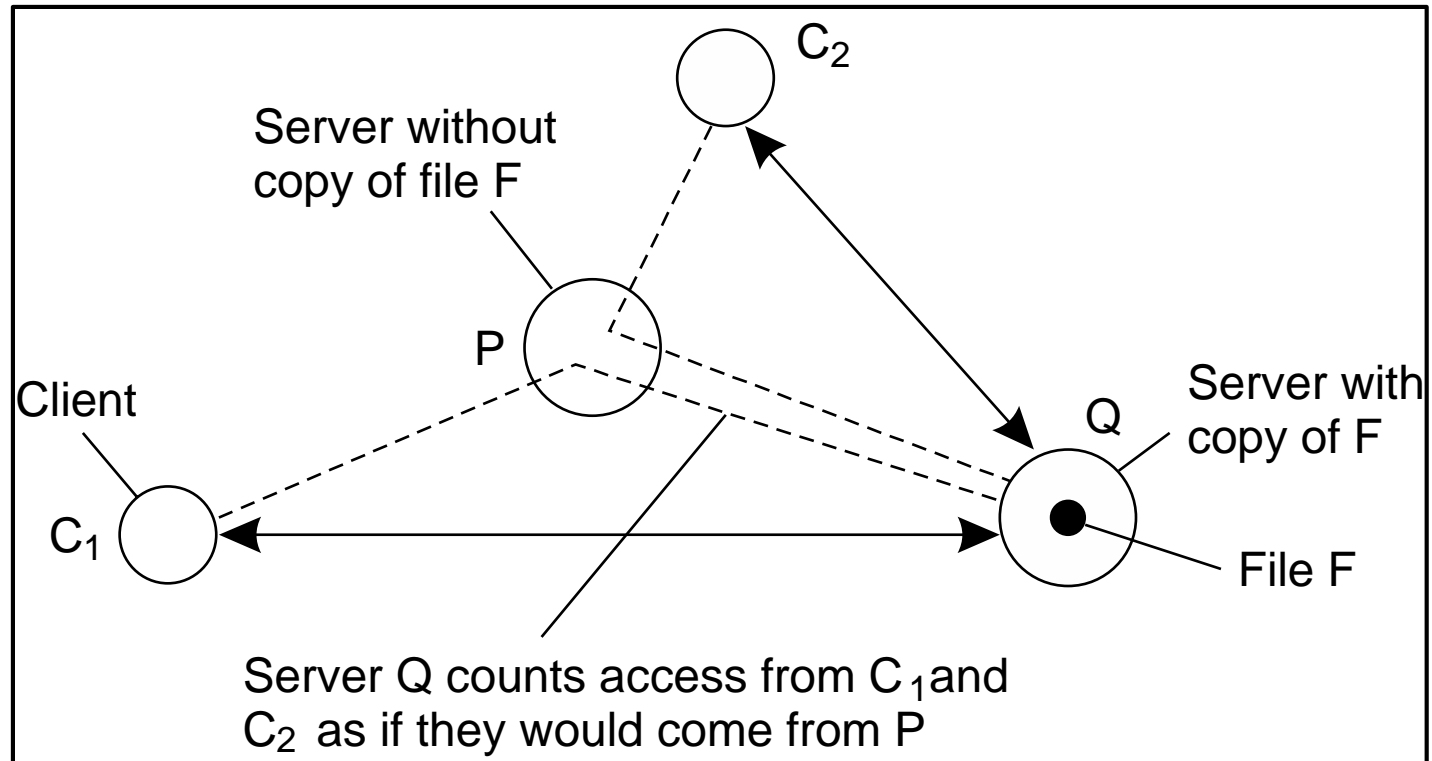 C2
Server without
copy of file F
P
Client
Server with
copy of F
Q
C1
File F
Server Q counts access from C1 and
C2 as if they would come from P